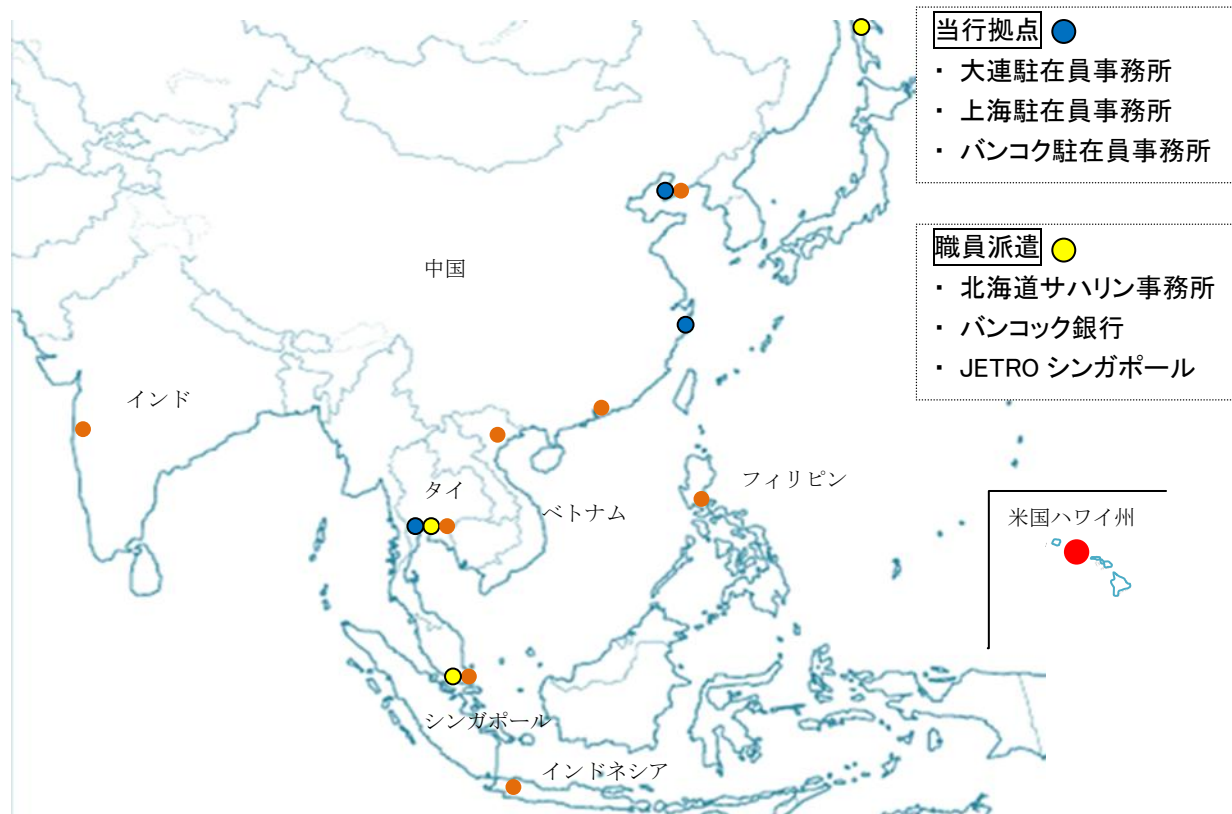 当行拠点
・ 大連駐在員事務所
・ 上海駐在員事務所
・ バンコク駐在員事務所
職員派遣
・ 北海道サハリン事務所
・ バンコック銀行
・ JETRO シンガポール
中国
インド
タイ
ベトナム
フィリピン
米国ハワイ州
シンガポール
インドネシア